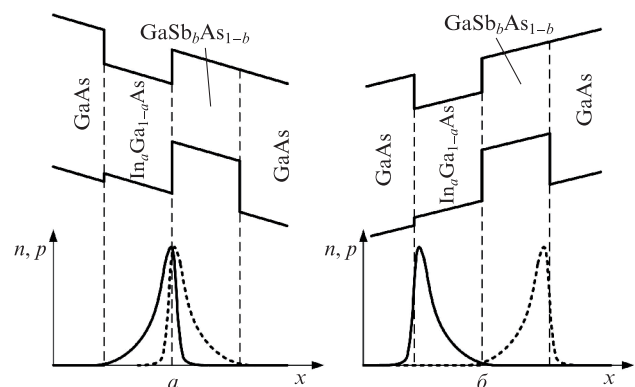 GaSb_bAs_{1−b}
GaAs
In_aGa_{1−a}As
GaAs
n, p
x
а
GaSb_bAs_{1−b}
GaAs
In_aGa_{1−a}As
GaAs
n, p
x
б